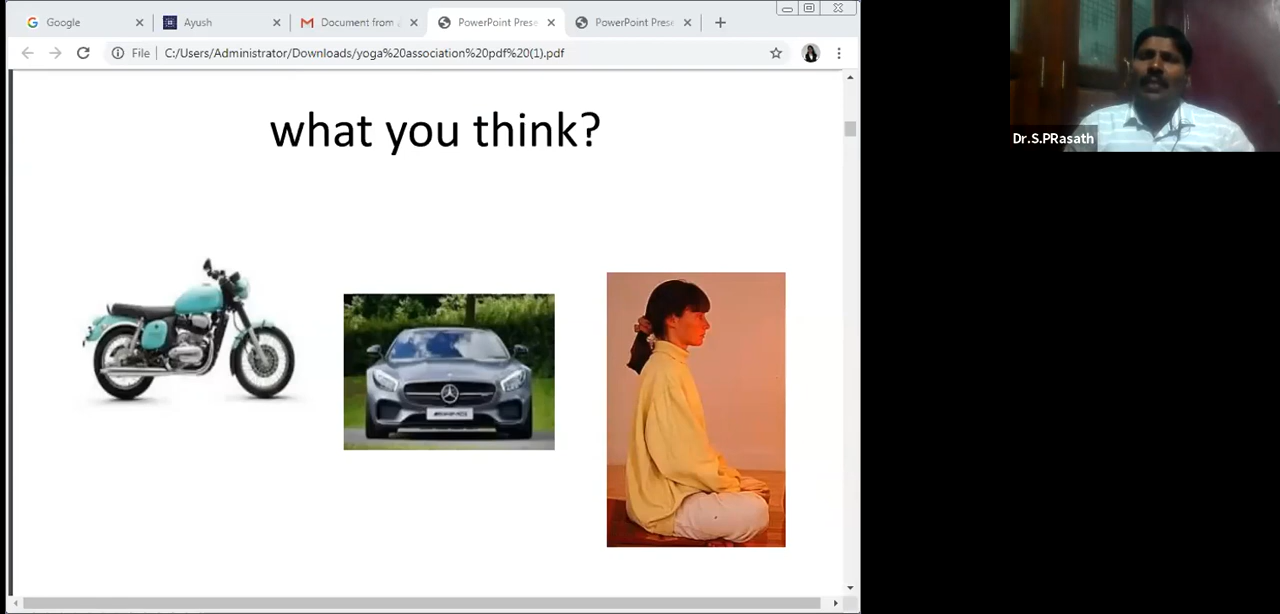 Google
Ayush
Document from
PowerPoint Prese
PowerPoint Prese
File
C:/Users/Administrator/Downloads/yoga%20association%20pdf%20(1).pdf
what you think?
Dr.S.PRasath